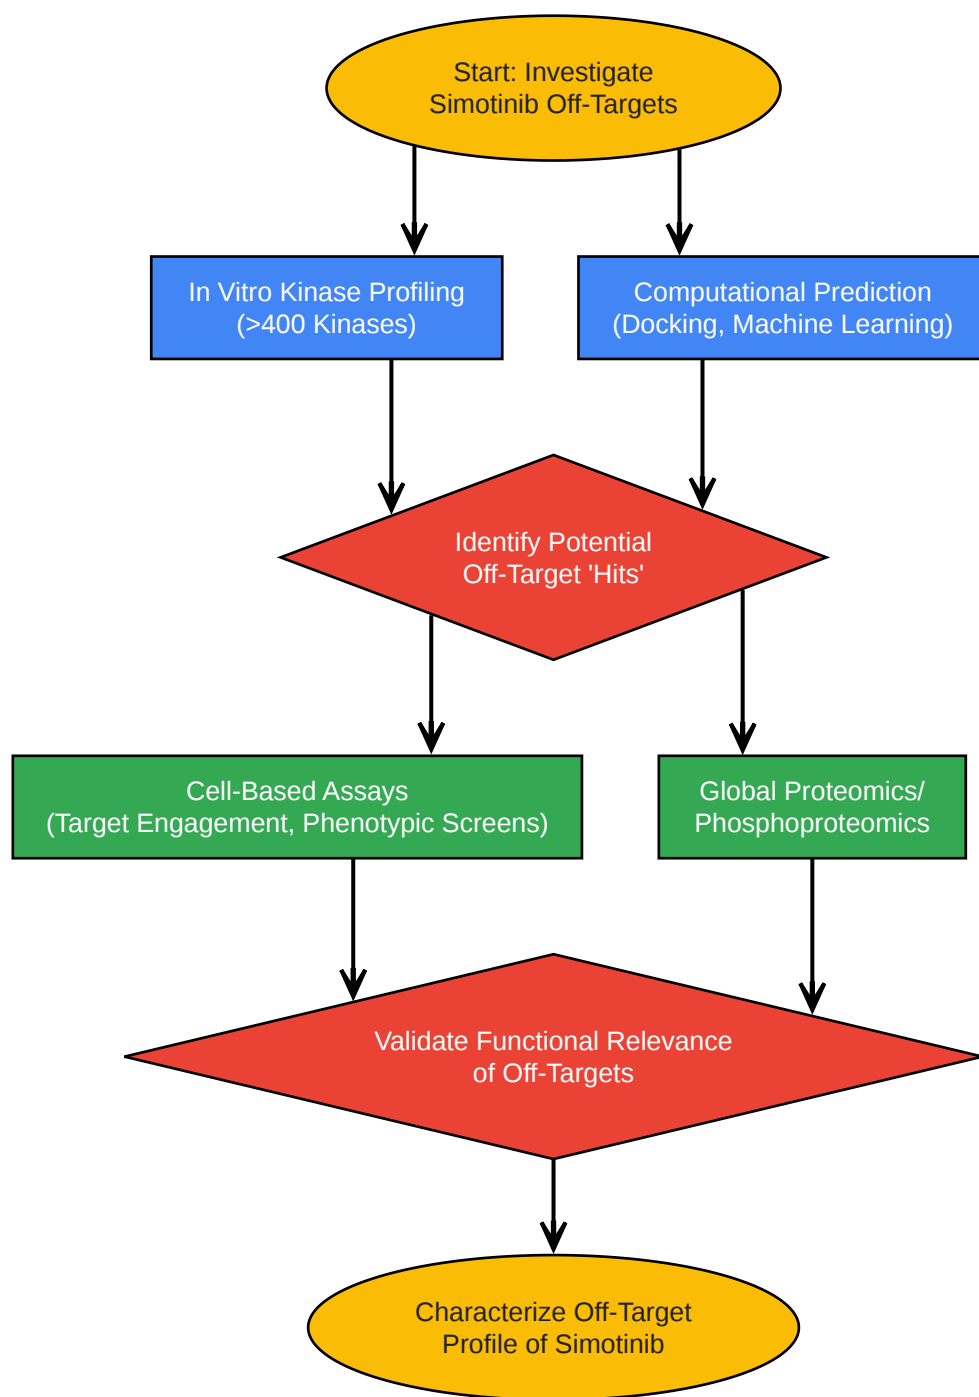 Start: Investigate
Simotinib Off-Targets
In Vitro Kinase Profiling
(>400 Kinases)
Computational Prediction
(Docking, Machine Learning)
Identify Potential
Off-Target 'Hits'
Cell-Based Assays
(Target Engagement, Phenotypic Screens)
Global Proteomics/
Phosphoproteomics
Validate Functional Relevance
of Off-Targets
Characterize Off-Target
Profile of Simotinib